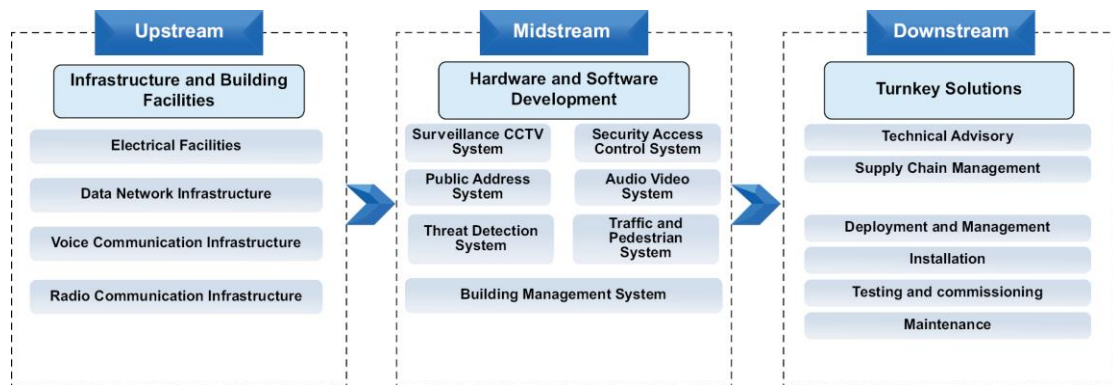 Upstream
Infrastructure and Building
Facilities
Electrical Facilities
Data Network Infrastructure
Voice Communication Infrastructure
Radio Communication Infrastructure
Midstream
Hardware and Software
Development
Surveillance CCTV
System
Security Access
Control System
Public Address
System
Audio Video
System
Threat Detection
System
Traffic and
Pedestrian
System
Building Management System
Downstream
Turnkey Solutions
Technical Advisory
Supply Chain Management
Deployment and Management
Installation
Testing and commissioning
Maintenance